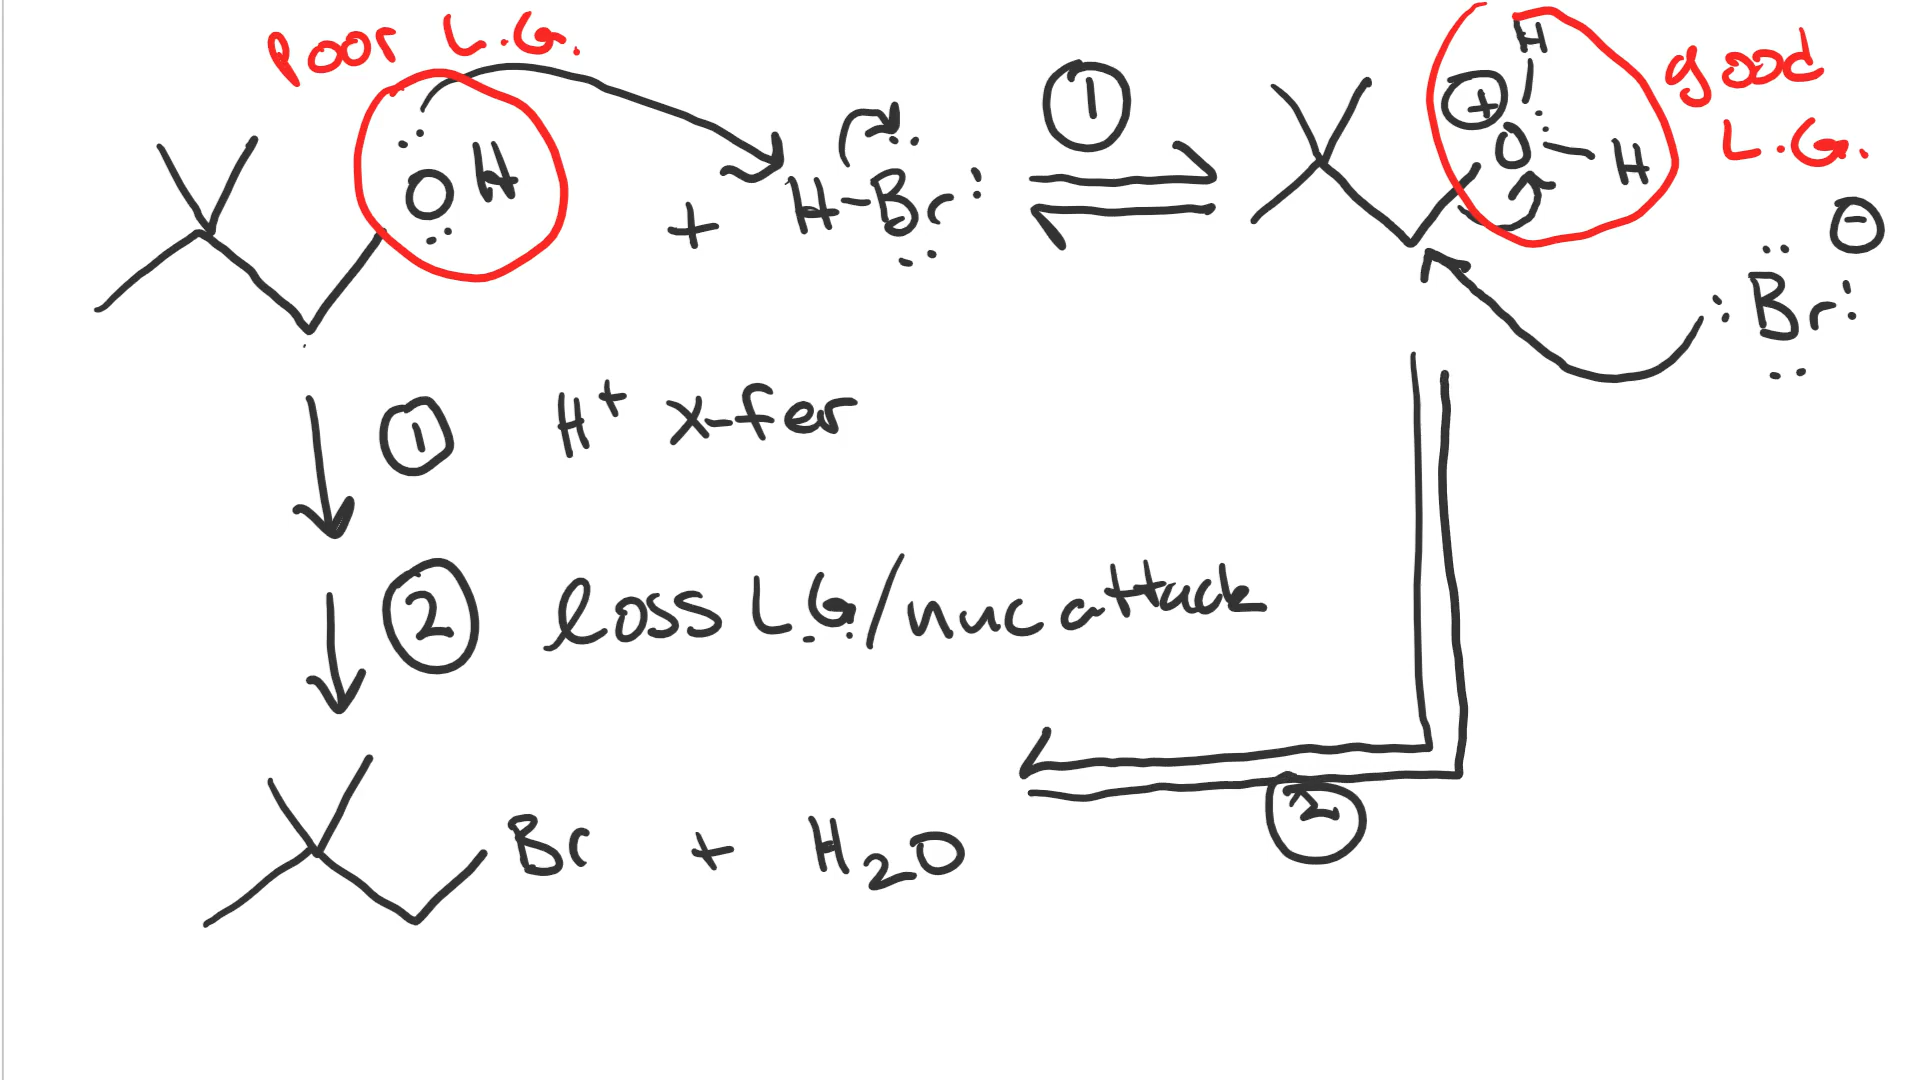 Poor L.G.
OH + H-Br ① H ⊕ O H good L.G.
Br ⊖
① H⁺ x-fer
② loss L.G./nuc attack
②
Br + H₂O